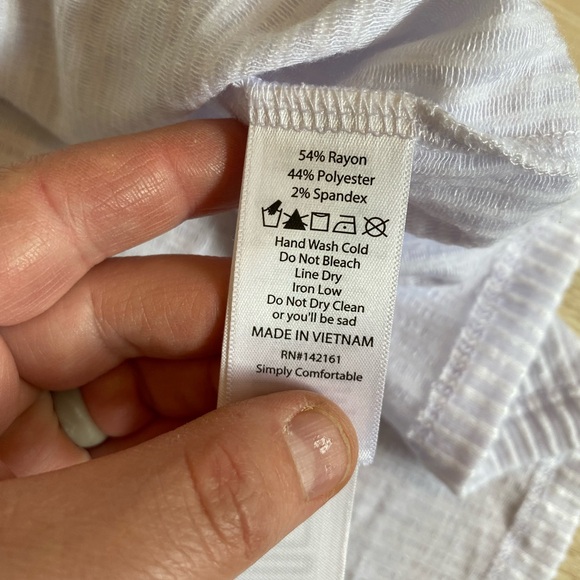 54% Rayon
44% Polyester
2% Spandex
Hand Wash Cold
Do Not Bleach
Line Dry
Iron Low
Do Not Dry Clean
or you'll be sad
MADE IN VIETNAM
RN#142161
Simply Comfortable